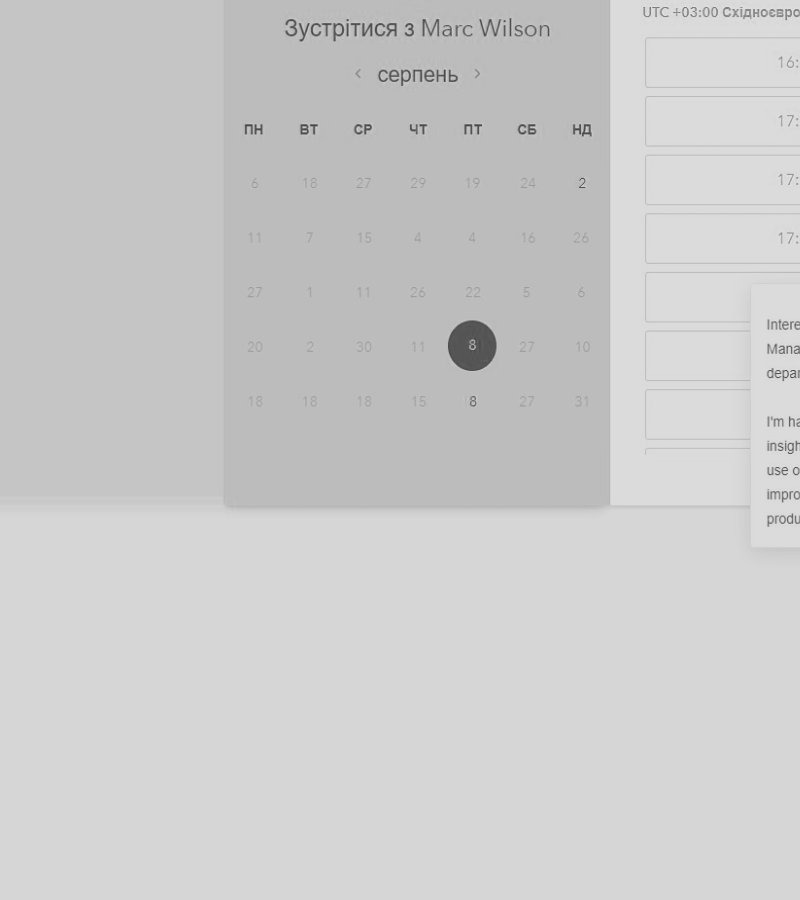 Зустрітися з Marc Wilson
‹ серпень ›
ПН ВТ СР ЧТ ПТ СБ НД
6 18 27 29 19 24 2
11 7 15 4 4 16 26
27 1 11 26 22 5 6
20 2 30 11 8 27 10
18 18 18 15 8 27 31
UTC +03:00 Східноєвро
16:
17:
17:
17:
Intere
Mana
depar
I'm ha
insigh
use o
impro
produ